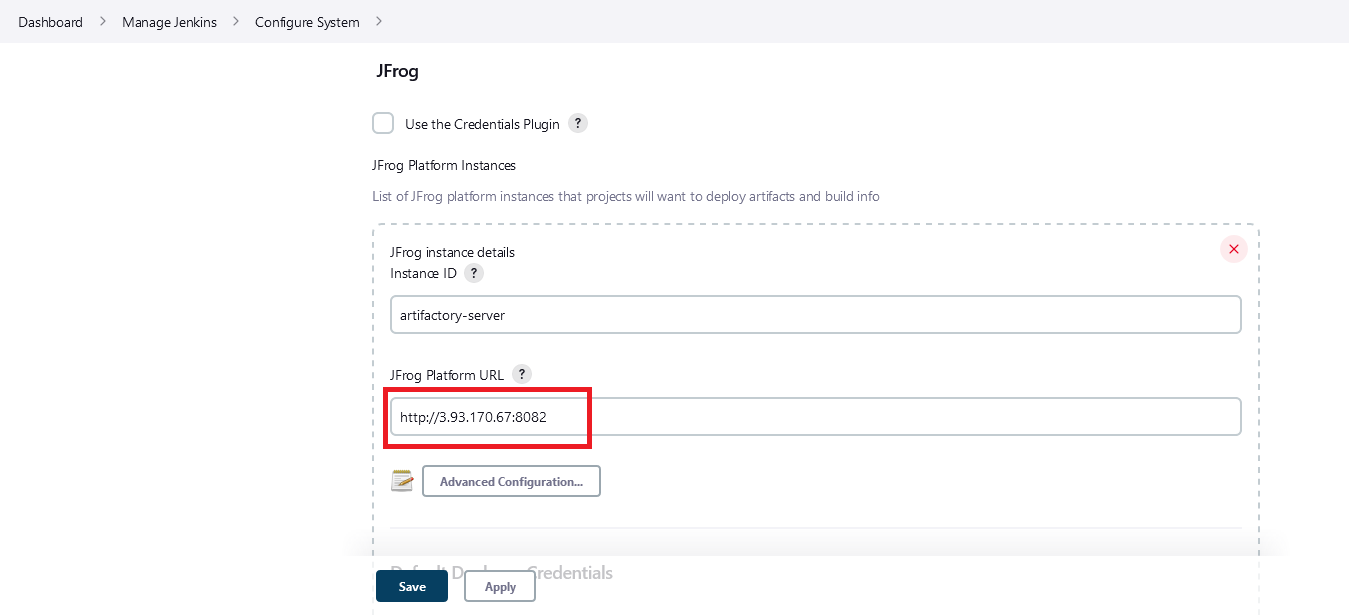 Dashboard > Manage Jenkins > Configure System >
JFrog
Use the Credentials Plugin ?
JFrog Platform Instances
List of JFrog platform instances that projects will want to deploy artifacts and build info
JFrog instance details
Instance ID ?
artifactory-server
JFrog Platform URL ?
http://3.93.170.67:8082
Advanced Configuration...
Credentials
Save Apply